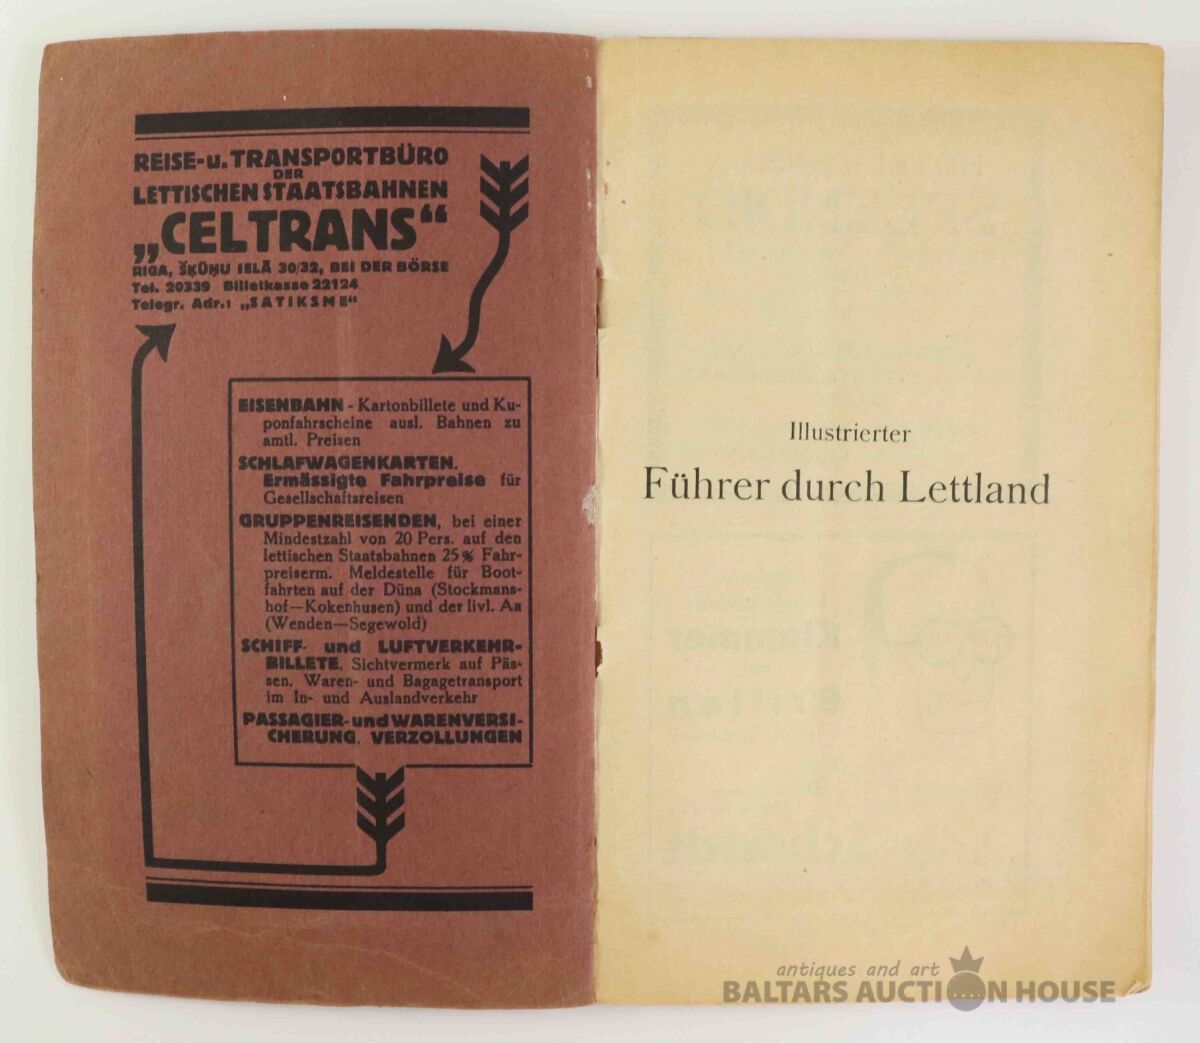 REISE-u. TRANSPORTBÜRO
DER
LETTISCHEN STAATSBAHNEN
„CELTRANS“
RIGA, ŠĶŪŅU IELĀ 30/32, BEI DER BÖRSE
Tel. 20339 Billetkasse 22124
Telegr. Adr.: „SATIKSME“
EISENBAHN - Kartonbillete und Ku-
ponfahrscheine ausl. Bahnen zu
amtl. Preisen
SCHLAFWAGENKARTEN.
Ermässigte Fahrpreise für
Gesellschaftsreisen
GRUPPENREISENDEN, bei einer
Mindestzahl von 20 Pers. auf den
lettischen Staatsbahnen 25% Fahr-
preiserm. Meldestelle für Boot-
fahrten auf der Düna (Stockmans-
hof—Kokenhusen) und der livl. Aa
(Wenden—Segewold)
SCHIFF- und LUFTVERKEHR-
BILLETE. Sichtvermerk auf Päs-
sen. Waren- und Bagagetransport
im In- und Auslandverkehr
PASSAGIER- und WARENVERSI-
CHERUNG. VERZOLLUNGEN
Illustrierter
Führer durch Lettland
antiques and art
BALTARS AUCTION HOUSE